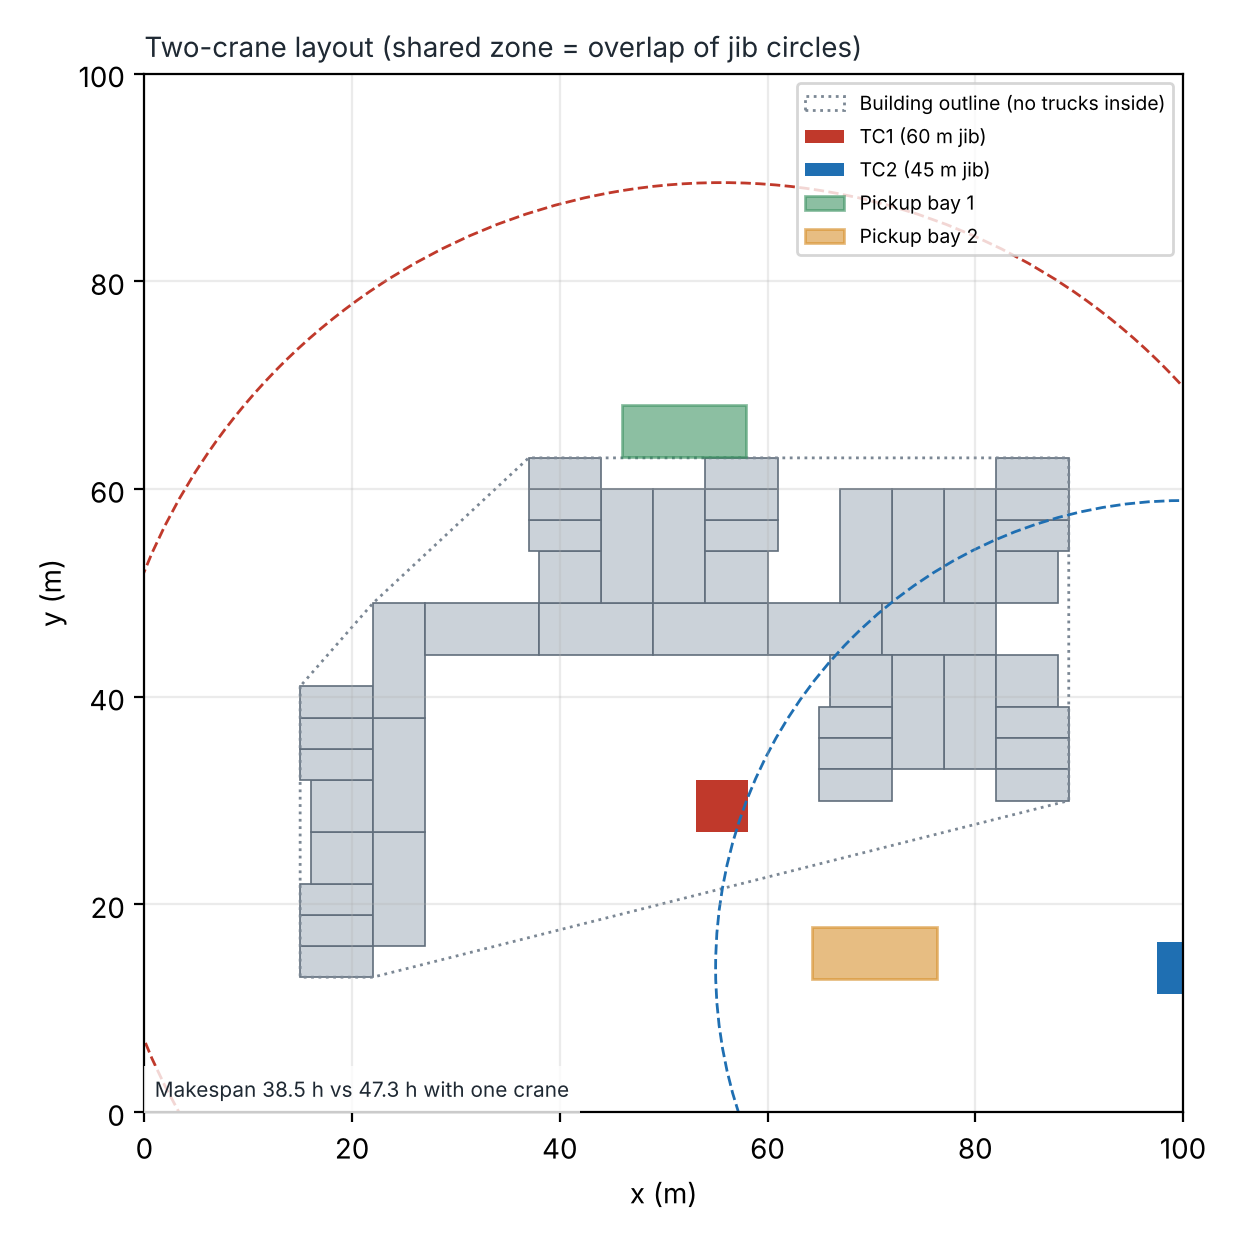 Two-crane layout (shared zone = overlap of jib circles)
Building outline (no trucks inside)
TC1 (60 m jib)
TC2 (45 m jib)
Pickup bay 1
Pickup bay 2
100
80
60
40
20
0
y (m)
Makespan 38.5 h vs 47.3 h with one crane
0 20 40 60 80 100
x (m)